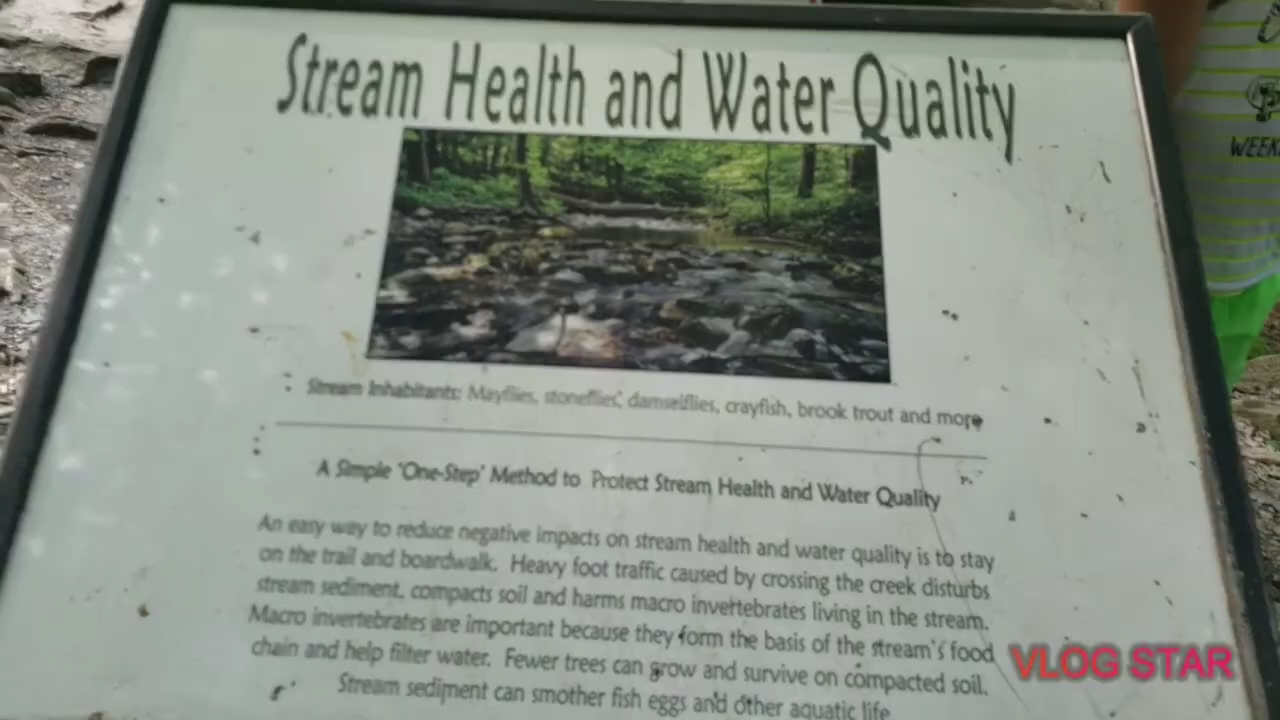 Stream Health and Water Quality
WEEK
Stream Inhabitants: Mayflies, stoneflies, damselflies, crayfish, brook trout and more
A Simple 'One-Step' Method to Protect Stream Health and Water Quality
An easy way to reduce negative impacts on stream health and water quality is to stay
on the trail and boardwalk. Heavy foot traffic caused by crossing the creek disturbs
stream sediment, compacts soil and harms macro invertebrates living in the stream.
Macro invertebrates are important because they form the basis of the stream's food
chain and help filter water. Fewer trees can grow and survive on compacted soil.
Stream sediment can smother fish eggs and other aquatic life
VLOG STAR